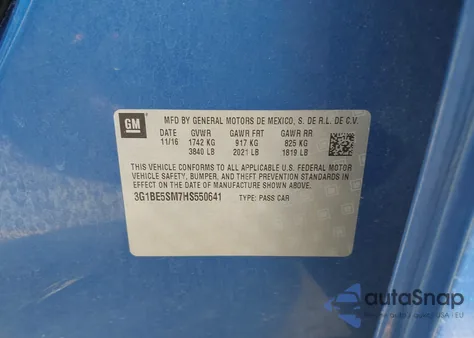 GM
MFD BY GENERAL MOTORS DE MEXICO, S. DE R.L. DE C.V.
DATE GVWR GAWR FRT GAWR RR
11/16 1742 KG 917 KG 825 KG
3840 LB 2021 LB 1819 LB
THIS VEHICLE CONFORMS TO ALL APPLICABLE U.S. FEDERAL MOTOR
VEHICLE SAFETY, BUMPER, AND THEFT PREVENTION STANDARDS IN
EFFECT ON THE DATE OF MANUFACTURE SHOWN ABOVE.
3G1BE5SM7HS550641 TYPE: PASS CAR
autoSnap